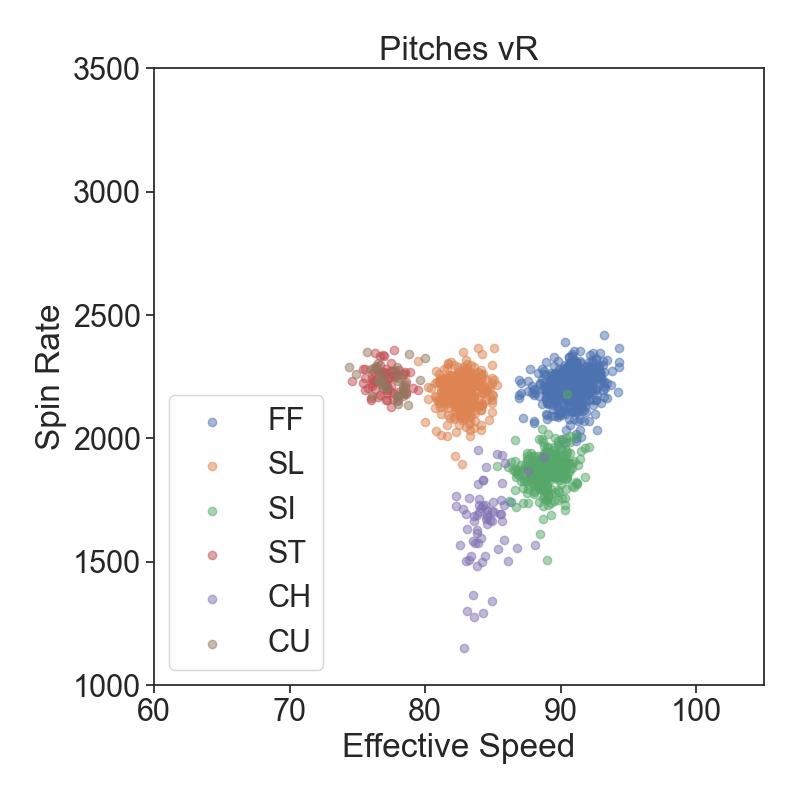 Pitches vR
3500
3000
2500
2000
1500
1000
Spin Rate
FF
SL
SI
ST
CH
CU
60 70 80 90 100
Effective Speed